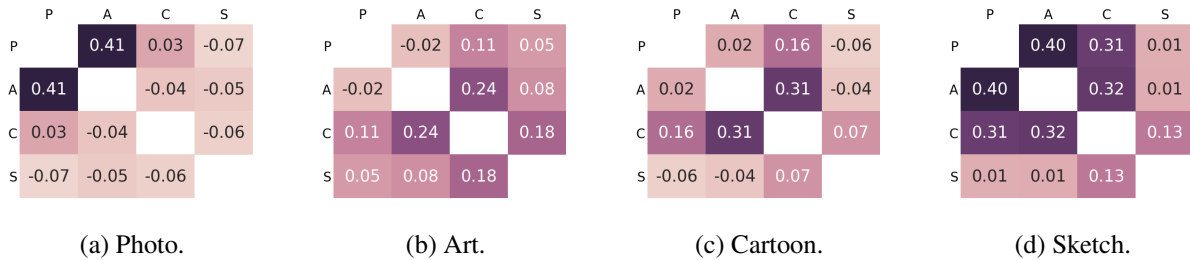 P A C S P A C S P A C S P A C S
P 0.41 0.03 -0.07 P -0.02 0.11 0.05 P 0.02 0.16 -0.06 P 0.40 0.31 0.01
A 0.41 -0.04 -0.05 A -0.02 0.24 0.08 A 0.02 0.31 -0.04 A 0.40 0.32 0.01
C 0.03 -0.04 -0.06 C 0.11 0.24 0.18 C 0.16 0.31 0.07 C 0.31 0.32 0.13
S -0.07 -0.05 -0.06 S 0.05 0.08 0.18 S -0.06 -0.04 0.07 S 0.01 0.01 0.13
(a) Photo. (b) Art. (c) Cartoon. (d) Sketch.